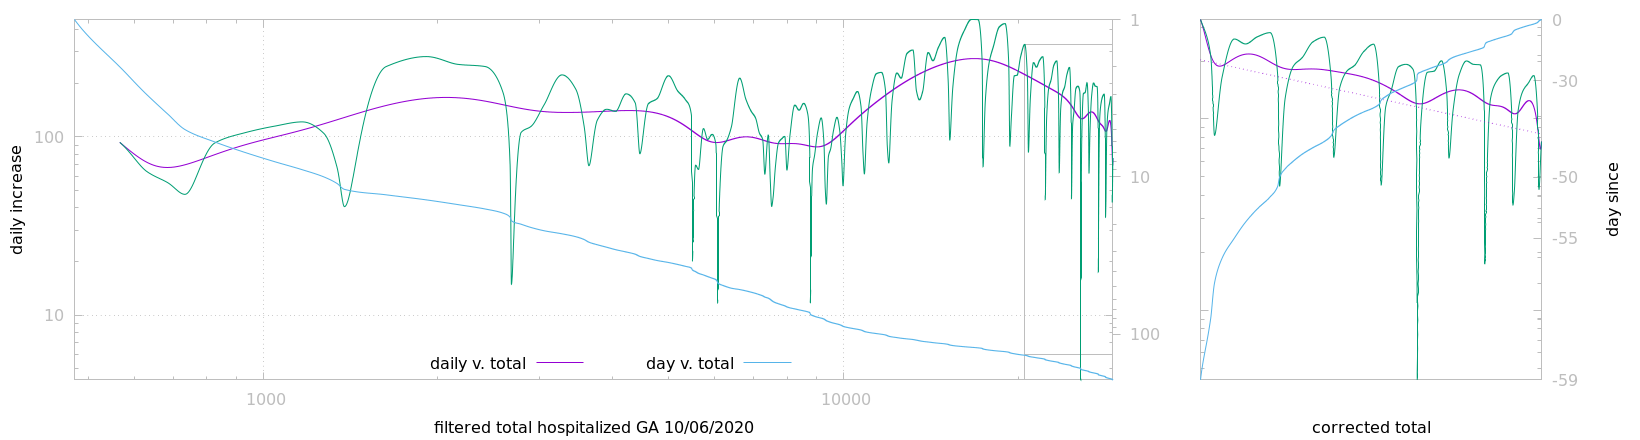 daily increase
100
10
1000
10000
filtered total hospitalized GA 10/06/2020
daily v. total
day v. total
1
10
100
corrected total
0
-30
-50
-55
-59
day since